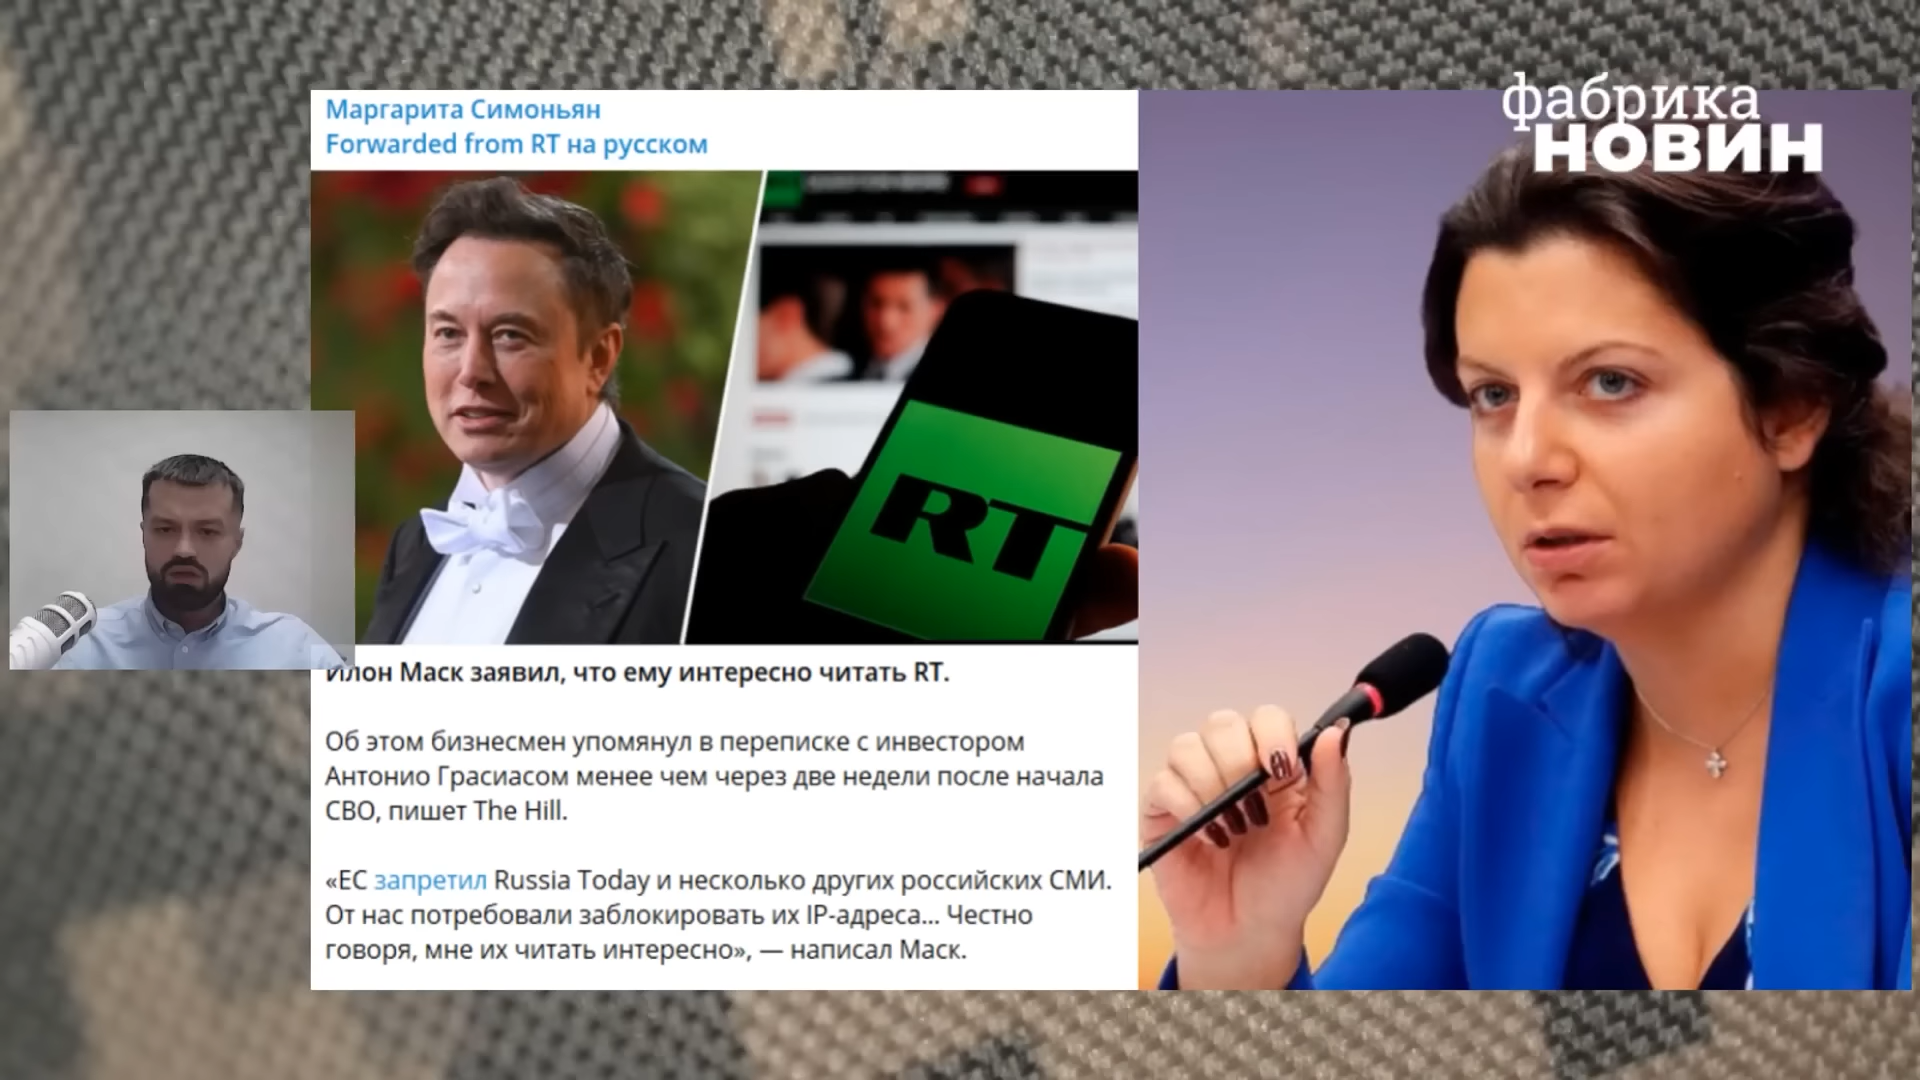 Маргарита Симоньян
Forwarded from RT на русском
фабрика
НОВИН
RT
Илон Маск заявил, что ему интересно читать RT.
Об этом бизнесмен упомянул в переписке с инвестором
Антонио Грасиасом менее чем через две недели после начала
СВО, пишет The Hill.
«ЕС запретил Russia Today и несколько других российских СМИ.
От нас потребовали заблокировать их IP-адреса... Честно
говоря, мне их читать интересно», — написал Маск.